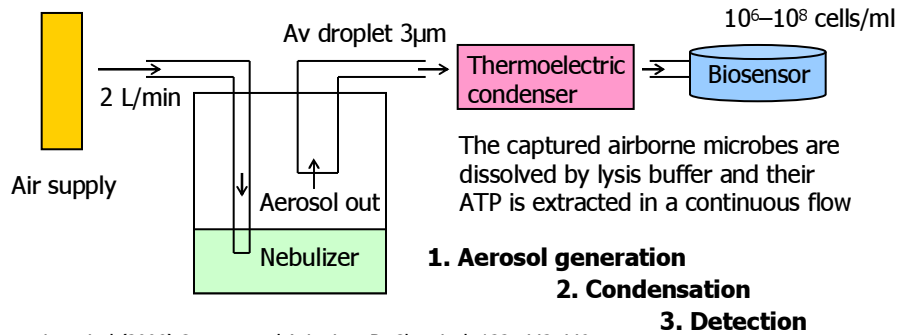 10⁶–10⁸ cells/ml
Av droplet 3µm
Thermoelectric
condenser
Biosensor
2 L/min
The captured airborne microbes are
dissolved by lysis buffer and their
ATP is extracted in a continuous flow
Air supply
Aerosol out
Nebulizer
1. Aerosol generation
2. Condensation
3. Detection